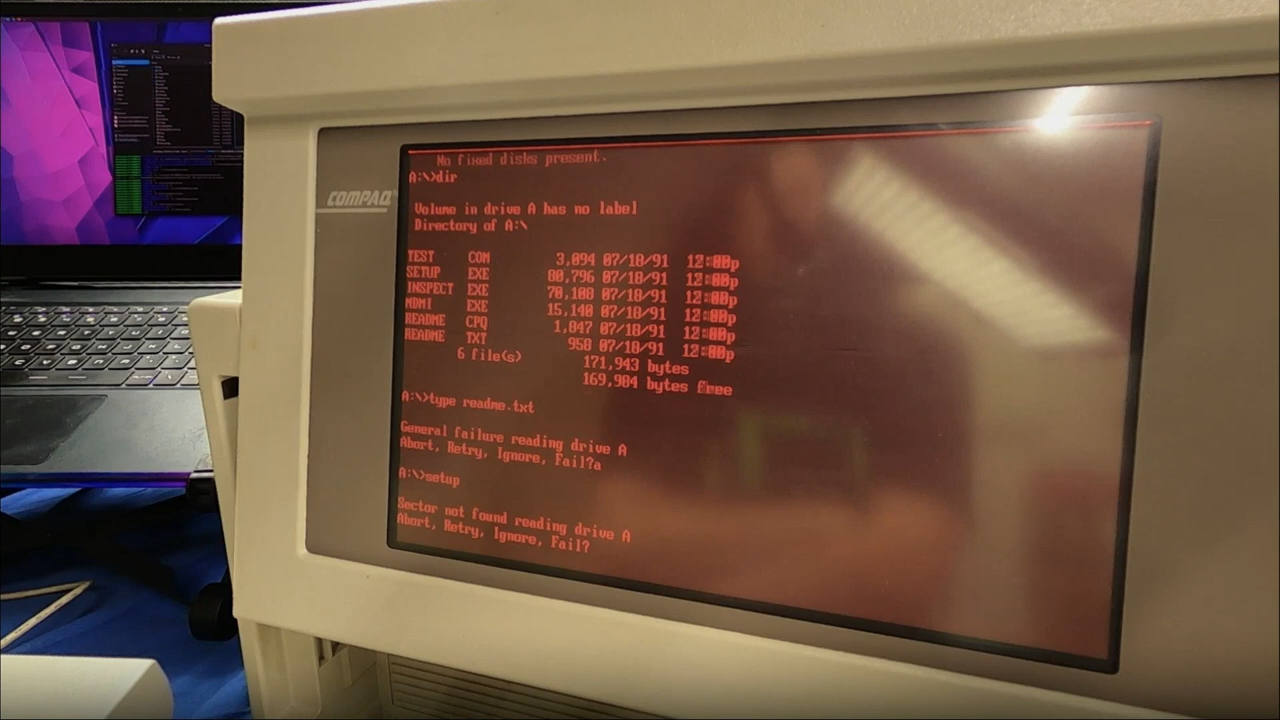 COMPAQ
No fixed disks present.
A:\>dir
Volume in drive A has no label
Directory of A:\
TEST COM 3,094 07/18/91 12:00p
SETUP EXE 80,796 07/18/91 12:00p
INSPECT EXE 70,108 07/18/91 12:00p
MDMI EXE 15,140 07/18/91 12:00p
README CPQ 1,847 07/18/91 12:00p
README TXT 958 07/18/91 12:00p
6 file(s) 171,943 bytes
169,984 bytes free
A:\>type readme.txt
General failure reading drive A
Abort, Retry, Ignore, Fail?a
A:\>setup
Sector not found reading drive A
Abort, Retry, Ignore, Fail?